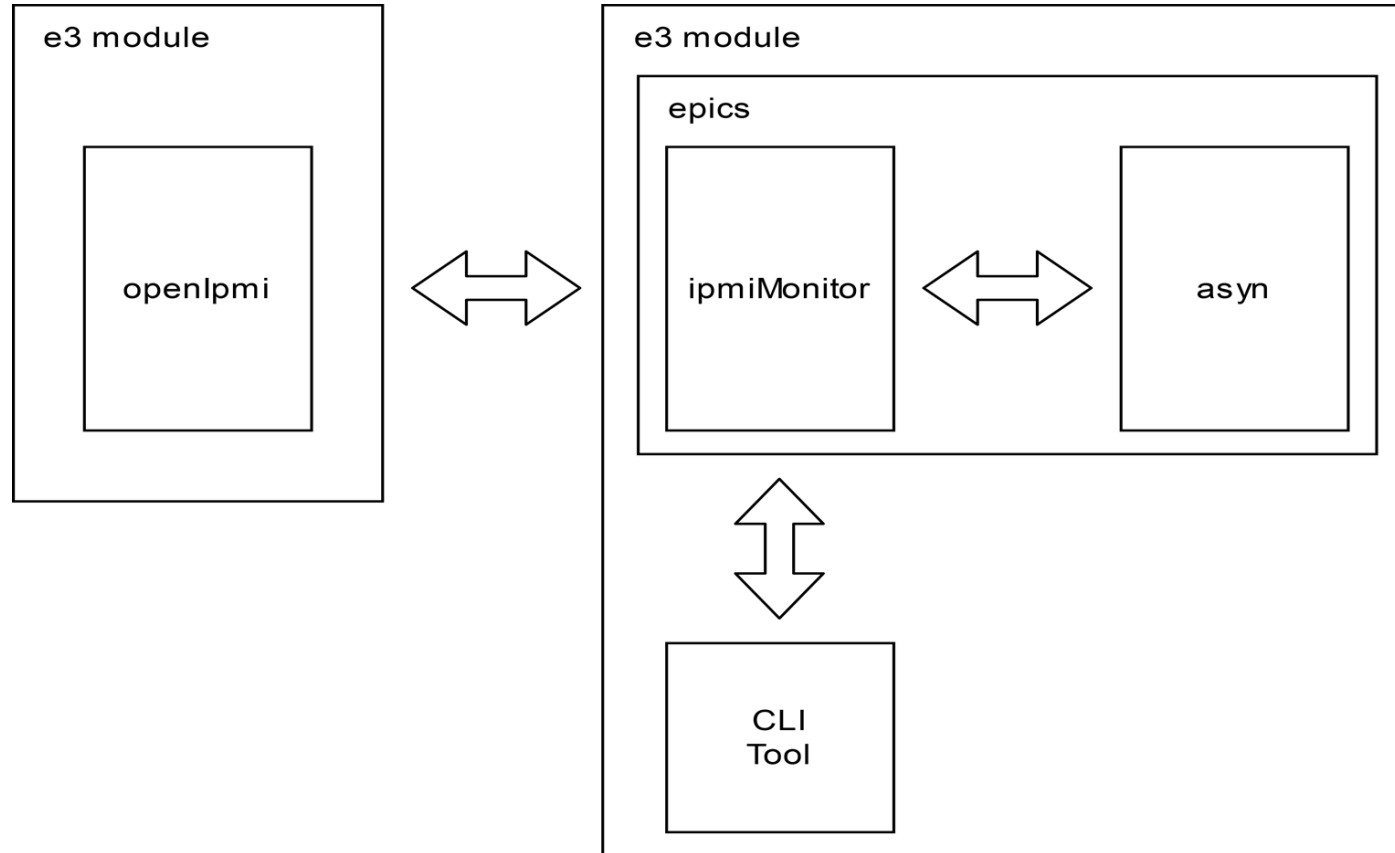 e3 module
openIpmi
e3 module
epics
ipmiMonitor
asyn
CLI
Tool